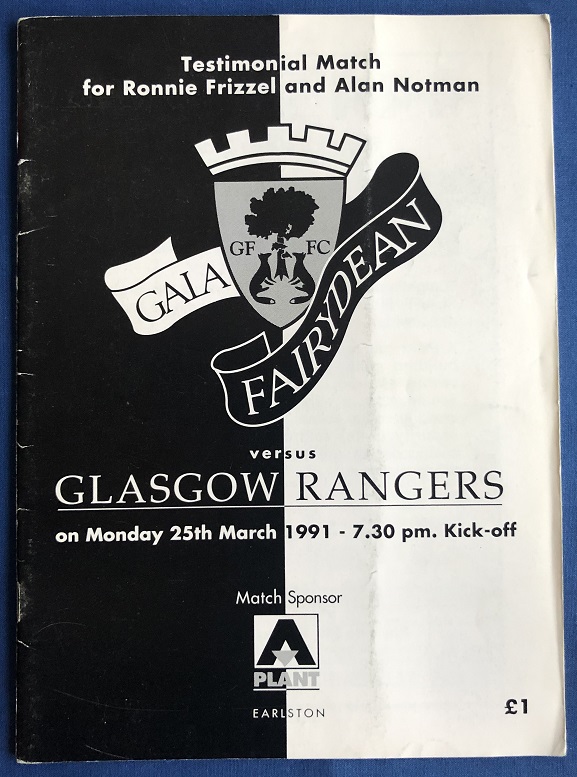 Testimonial Match
for Ronnie Frizzel and Alan Notman
GF FC
GALA
FAIRYDEAN
versus
GLASGOW RANGERS
on Monday 25th March 1991 - 7.30 pm. Kick-off
Match Sponsor
A
PLANT
EARLSTON
£1